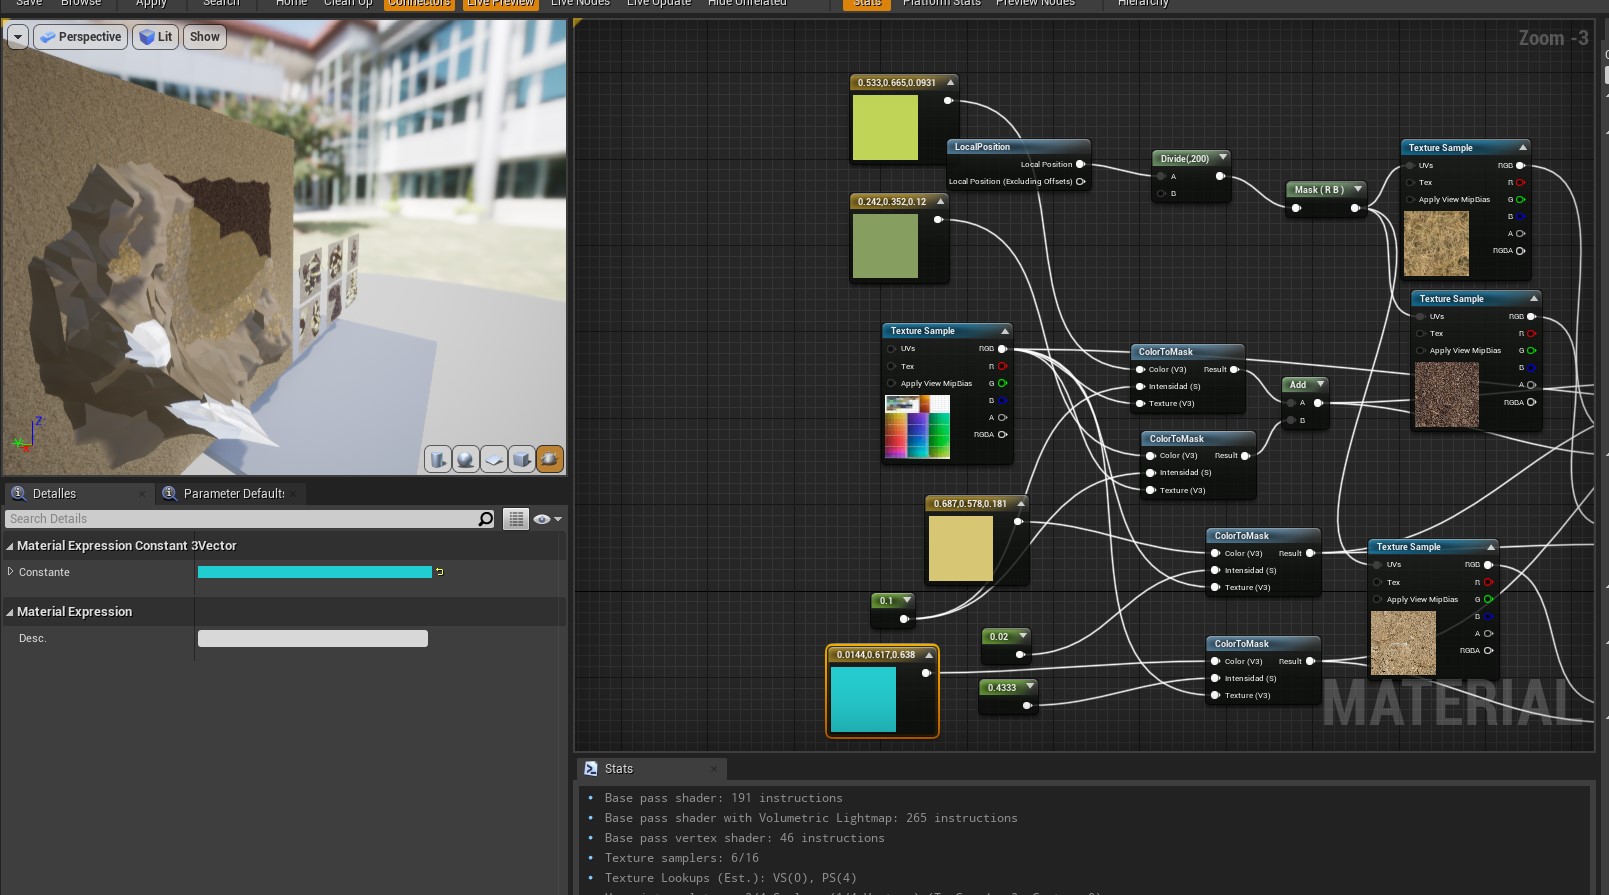 Save Browse Apply Search Home Clean Up Connectors Live Preview Live Nodes Live Update Hide Unrelated Stats Platform Stats Preview Nodes Hierarchy
Perspective Lit Show
Zoom -3
0.533,0.665,0.0931
LocalPosition
Local Position
Local Position (Excluding Offsets)
Divide(,200)
A
B
Mask ( R B )
Texture Sample
UVs RGB
Tex R
Apply View MipBias G
B
A
RGBA
0.242,0.352,0.12
Texture Sample
UVs RGB
Tex R
Apply View MipBias G
B
A
RGBA
Texture Sample
UVs RGB
Tex R
Apply View MipBias G
B
A
RGBA
ColorToMask
Color (V3) Result
Intensidad (S)
Texture (V3)
Add
A
B
ColorToMask
Color (V3) Result
Intensidad (S)
Texture (V3)
Z
Y
0.687,0.578,0.181
ColorToMask
Color (V3) Result
Intensidad (S)
Texture (V3)
Texture Sample
UVs RGB
Tex R
Apply View MipBias G
B
A
RGBA
0.1
0.02
0.0144,0.617,0.638
0.4333
ColorToMask
Color (V3) Result
Intensidad (S)
Texture (V3)
MATERIAL
Detalles Parameter Defaults
Search Details
Material Expression Constant 3Vector
Constante
Material Expression
Desc.
Stats
Base pass shader: 191 instructions
Base pass shader with Volumetric Lightmap: 265 instructions
Base pass vertex shader: 46 instructions
Texture samplers: 6/16
Texture Lookups (Est.): VS(0), PS(4)